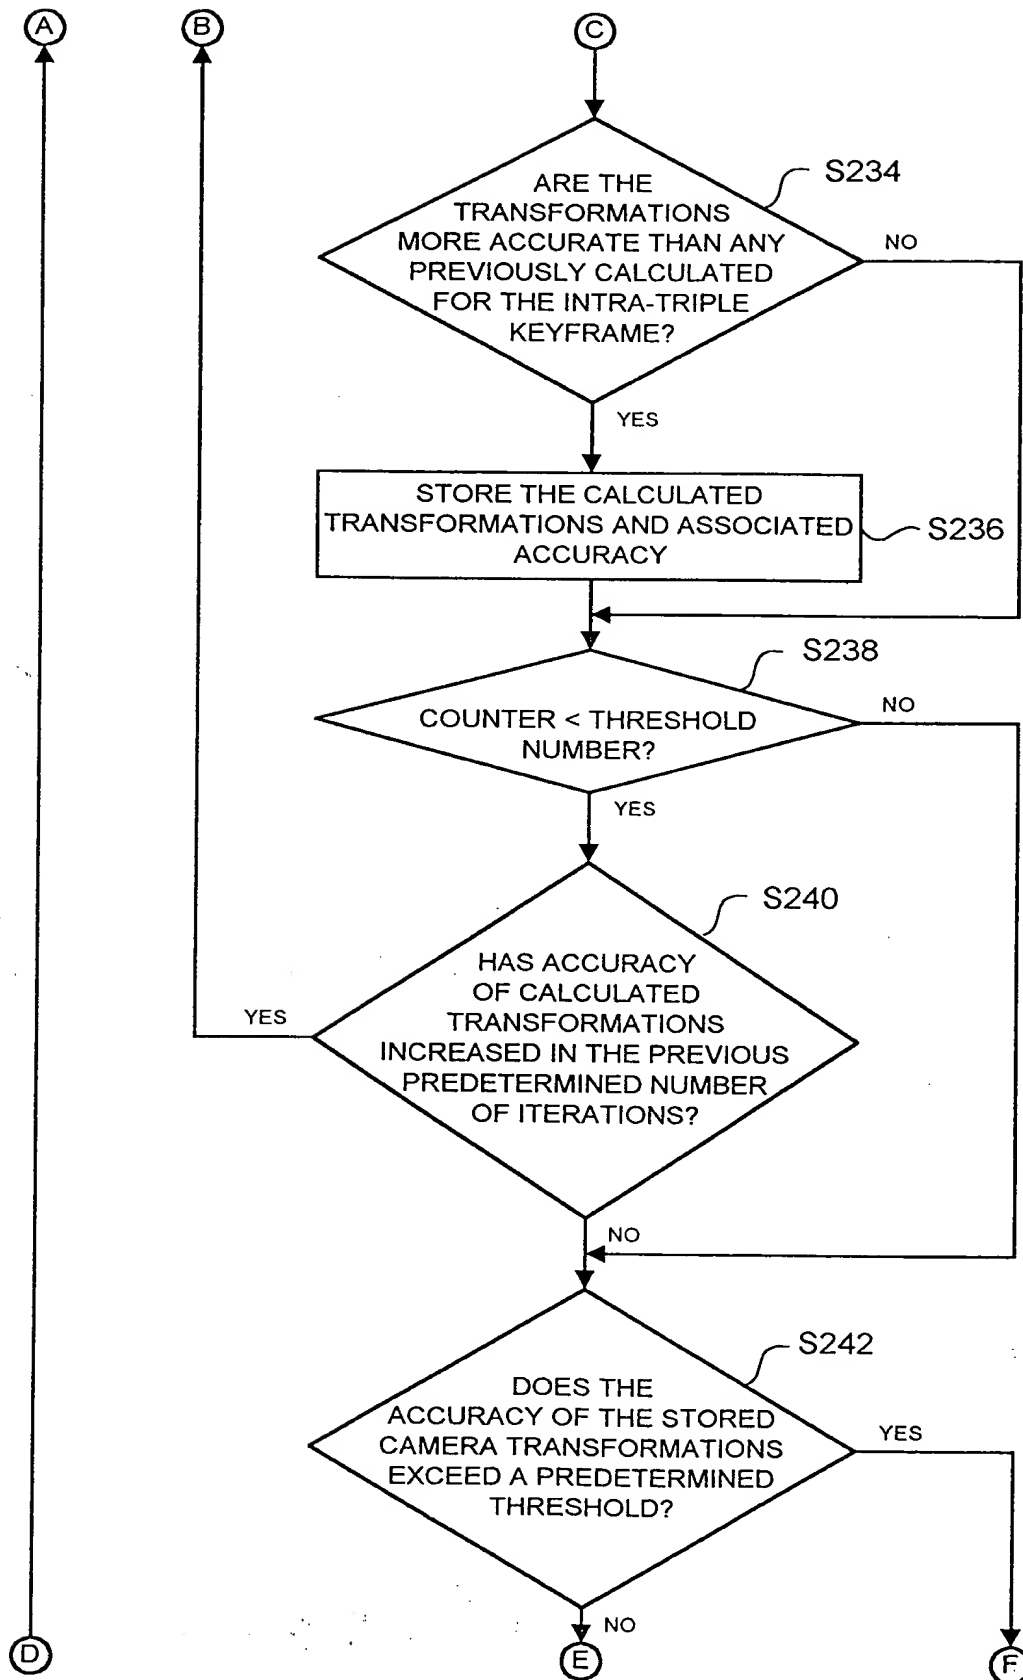 A
B
C
S234
ARE THE
TRANSFORMATIONS
MORE ACCURATE THAN ANY
PREVIOUSLY CALCULATED
FOR THE INTRA-TRIPLE
KEYFRAME?
NO
YES
STORE THE CALCULATED
TRANSFORMATIONS AND ASSOCIATED
ACCURACY
S236
S238
COUNTER < THRESHOLD
NUMBER?
NO
YES
S240
HAS ACCURACY
OF CALCULATED
TRANSFORMATIONS
INCREASED IN THE PREVIOUS
PREDETERMINED NUMBER
OF ITERATIONS?
YES
NO
S242
DOES THE
ACCURACY OF THE STORED
CAMERA TRANSFORMATIONS
EXCEED A PREDETERMINED
THRESHOLD?
YES
NO
D
E
F